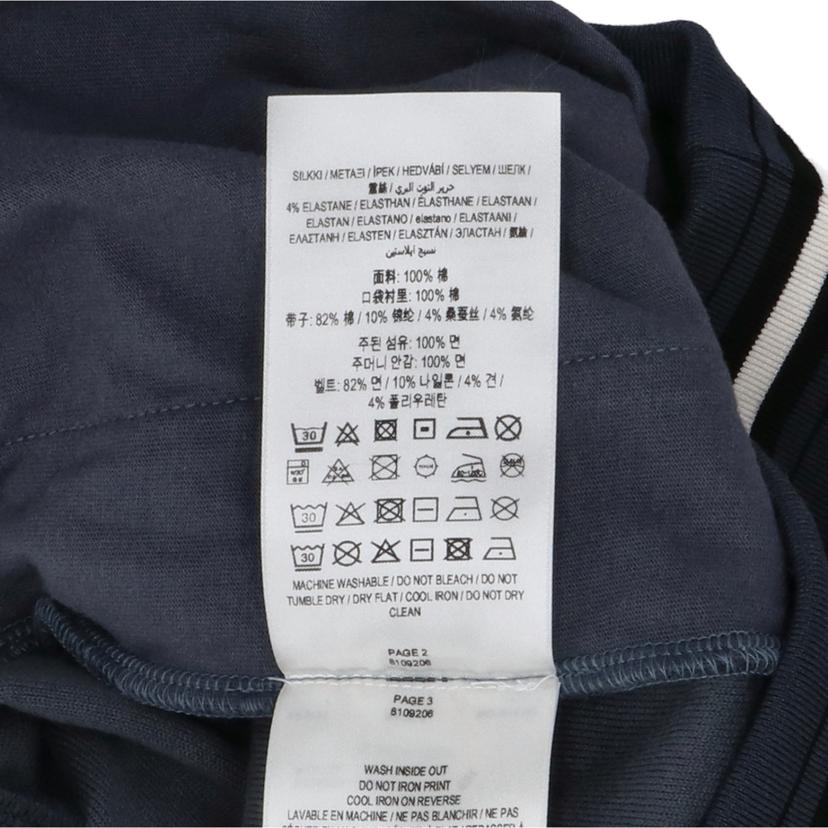 SILKKI / ΜΕΤΑΞΙ / İPEK / HEDVÁBÍ / SELYEM / ШЕЛК /
蠶絲 / حرير التوت البري /
4% ELASTANE / ELASTHAN / ÉLASTHANNE / ELASTAAN /
ELASTAN / ELASTANO / elastano / ELASTAANI /
ΕΛΑΣΤΑΝΗ / ELASTEN / ELASZTÁN / ЭЛАСТАН / 氨綸 /
نسيج ايلاستين
面料: 100% 棉
口袋衬里: 100% 棉
带子: 82% 棉 / 10% 锦纶 / 4% 桑蚕丝 / 4% 氨纶
주된 섬유: 100% 면
주머니 안감: 100% 면
벨트: 82% 면 / 10% 나일론 / 4% 견 /
4% 폴리우레탄
30
30
30
MACHINE WASHABLE / DO NOT BLEACH / DO NOT
TUMBLE DRY / DRY FLAT / COOL IRON / DO NOT DRY
CLEAN
PAGE 2
8109206
PAGE 3
8109206
WASH INSIDE OUT
DO NOT IRON PRINT
COOL IRON ON REVERSE
LAVABLE EN MACHINE / NE PAS BLANCHIR / NE PAS